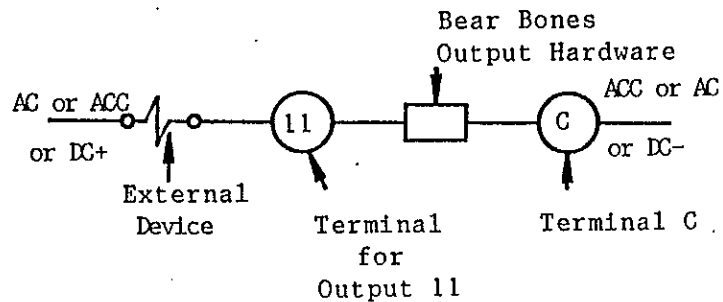 Bear Bones
Output Hardware
AC or ACC
or DC+
11
C
ACC or AC
or DC-
External
Device
Terminal
for
Output 11
Terminal C